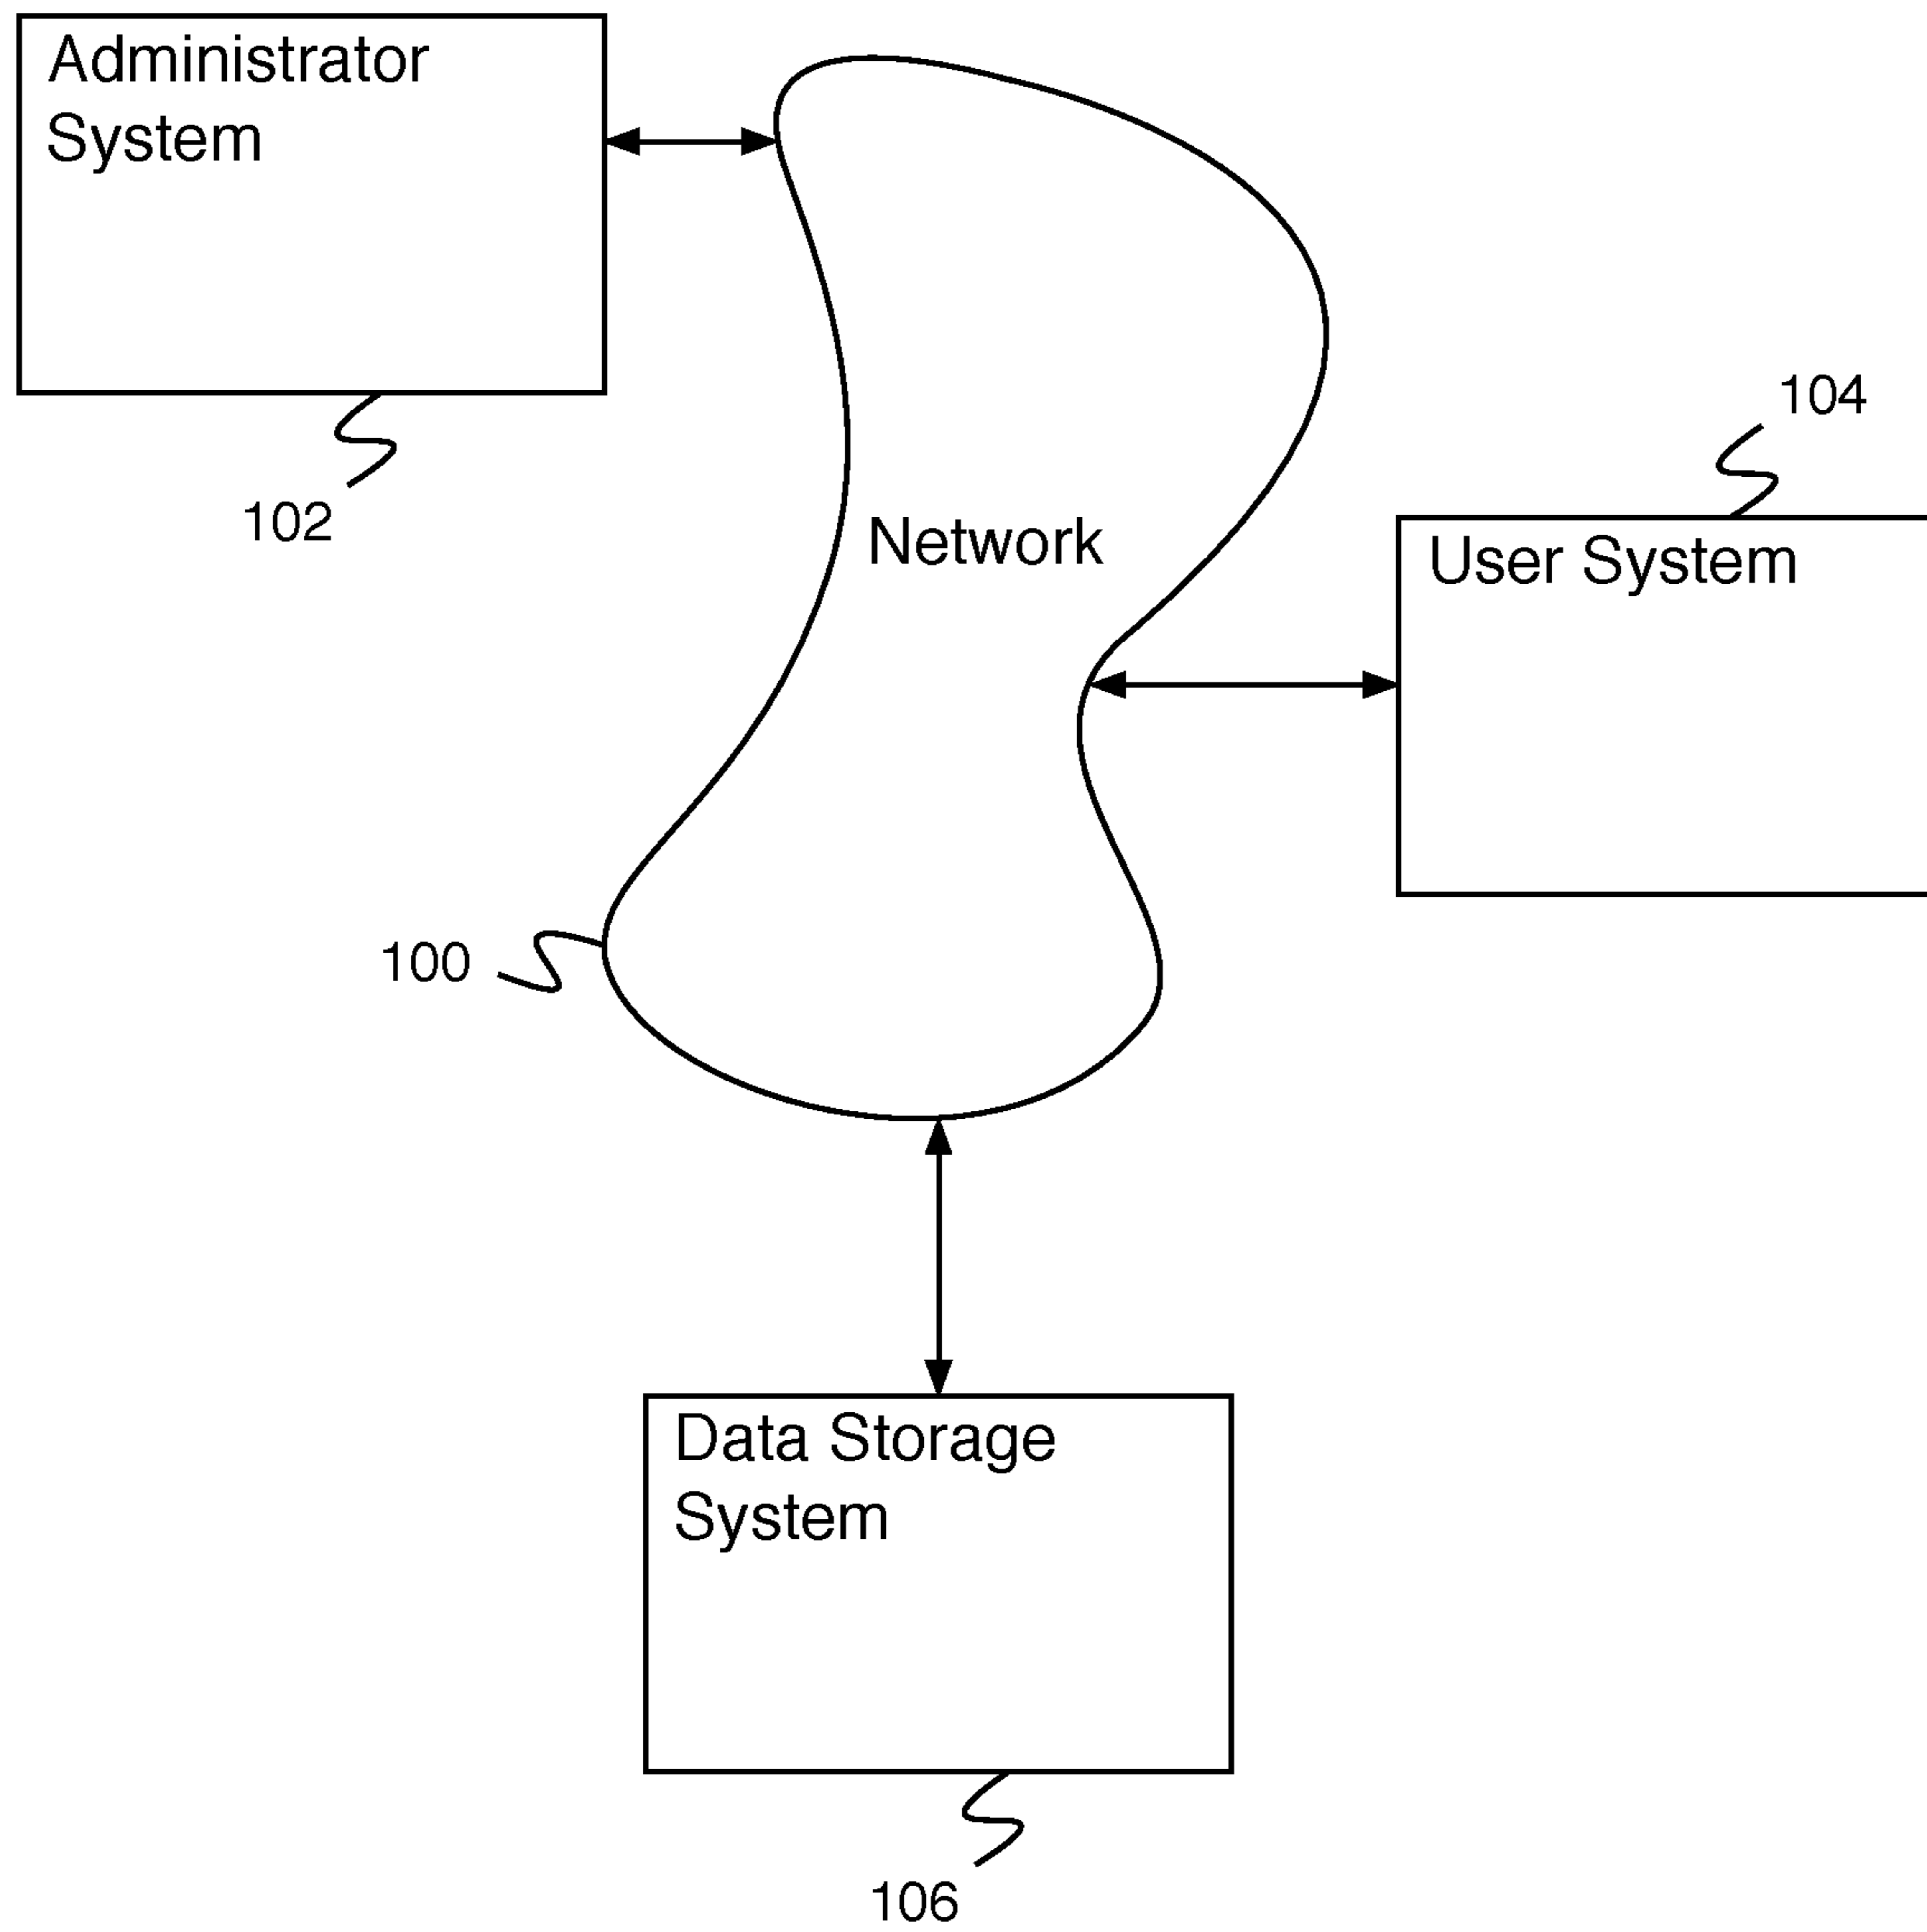 Administrator
System
102
Network
104
User System
100
Data Storage
System
106